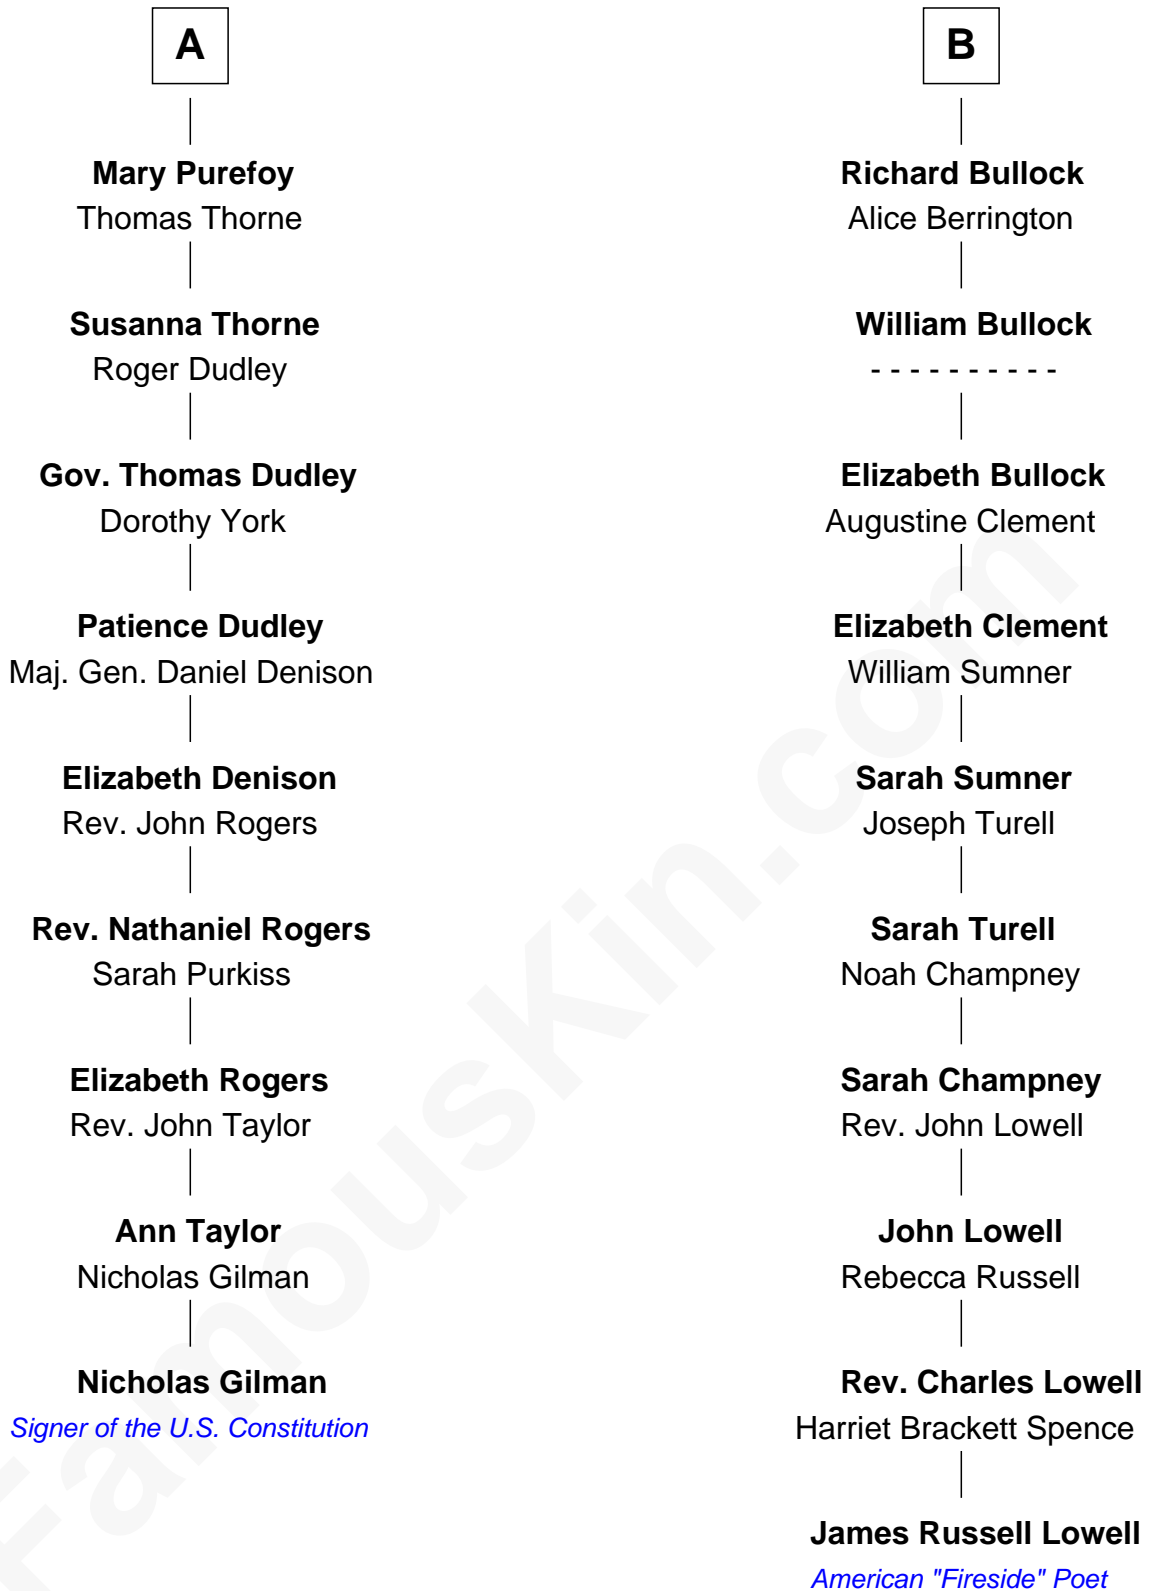 A
Mary Purefoy
Thomas Thorne
Susanna Thorne
Roger Dudley
Gov. Thomas Dudley
Dorothy York
Patience Dudley
Maj. Gen. Daniel Denison
Elizabeth Denison
Rev. John Rogers
Rev. Nathaniel Rogers
Sarah Purkiss
Elizabeth Rogers
Rev. John Taylor
Ann Taylor
Nicholas Gilman
Nicholas Gilman
Signer of the U.S. Constitution
B
Richard Bullock
Alice Berrington
William Bullock
- - - - - - - - - -
Elizabeth Bullock
Augustine Clement
Elizabeth Clement
William Sumner
Sarah Sumner
Joseph Turell
Sarah Turell
Noah Champney
Sarah Champney
Rev. John Lowell
John Lowell
Rebecca Russell
Rev. Charles Lowell
Harriet Brackett Spence
James Russell Lowell
American "Fireside" Poet
FamousKin.com